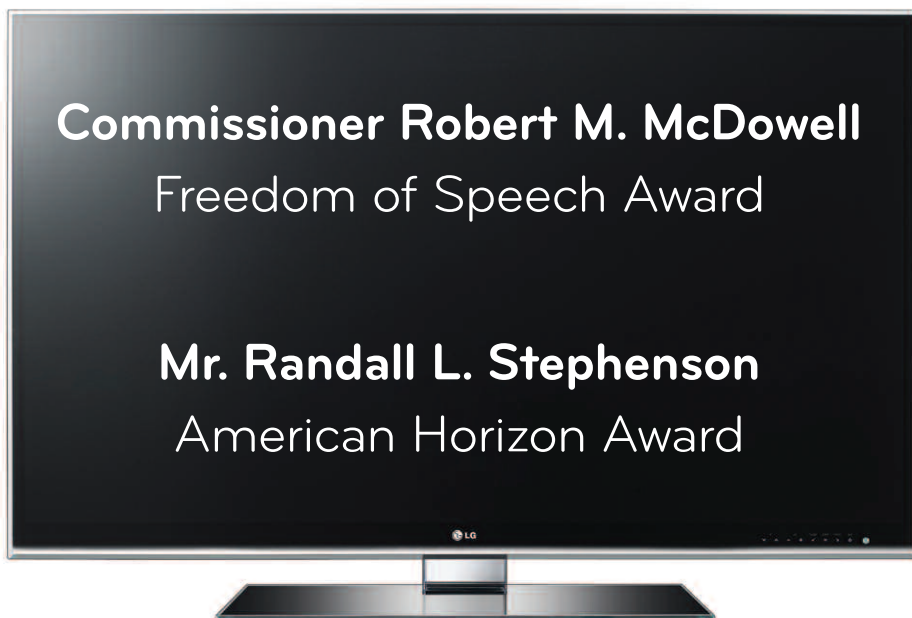 Commissioner Robert M. McDowell
Freedom of Speech Award
Mr. Randall L. Stephenson
American Horizon Award
LG